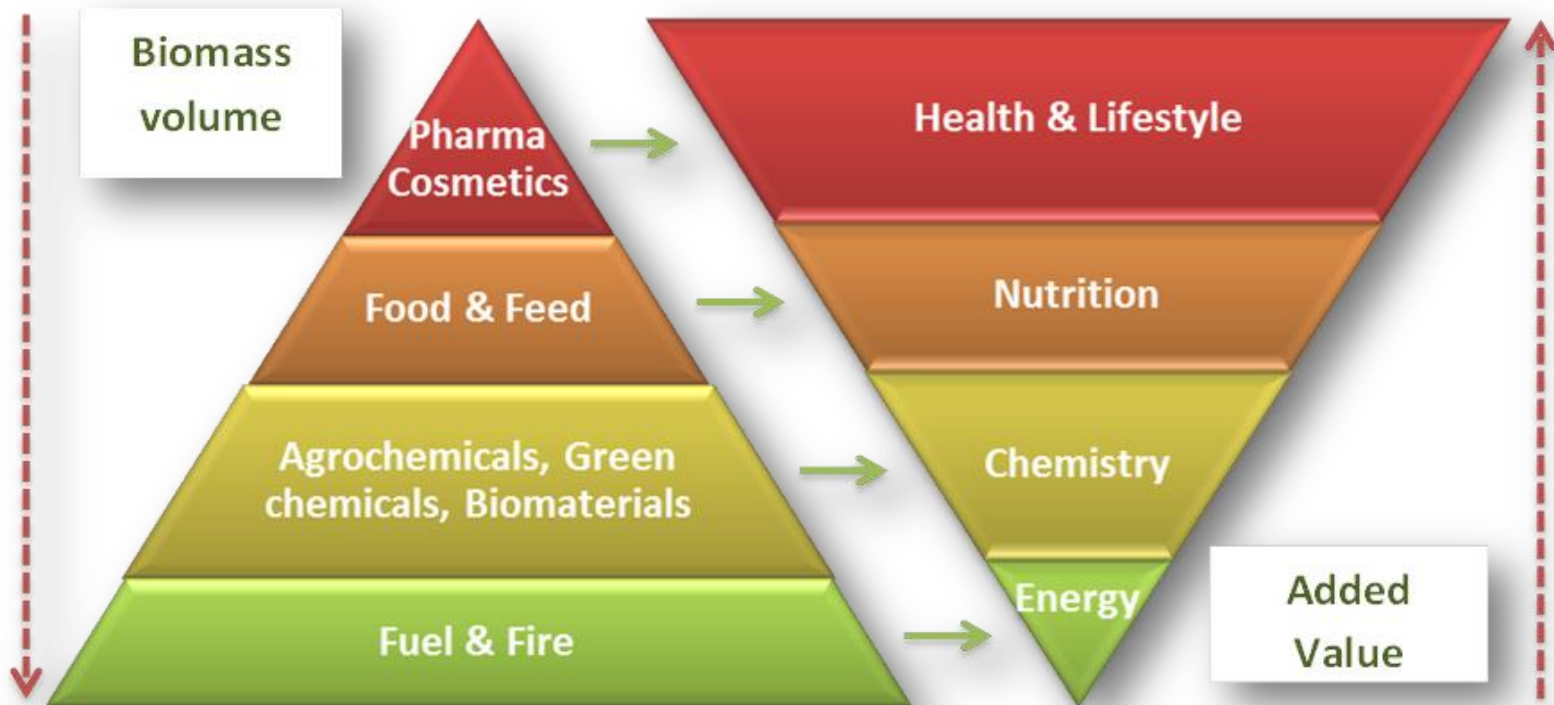 Biomass
volume
Pharma
Cosmetics
Food & Feed
Agrochemicals, Green
chemicals, Biomaterials
Fuel & Fire
Health & Lifestyle
Nutrition
Chemistry
Energy
Added
Value